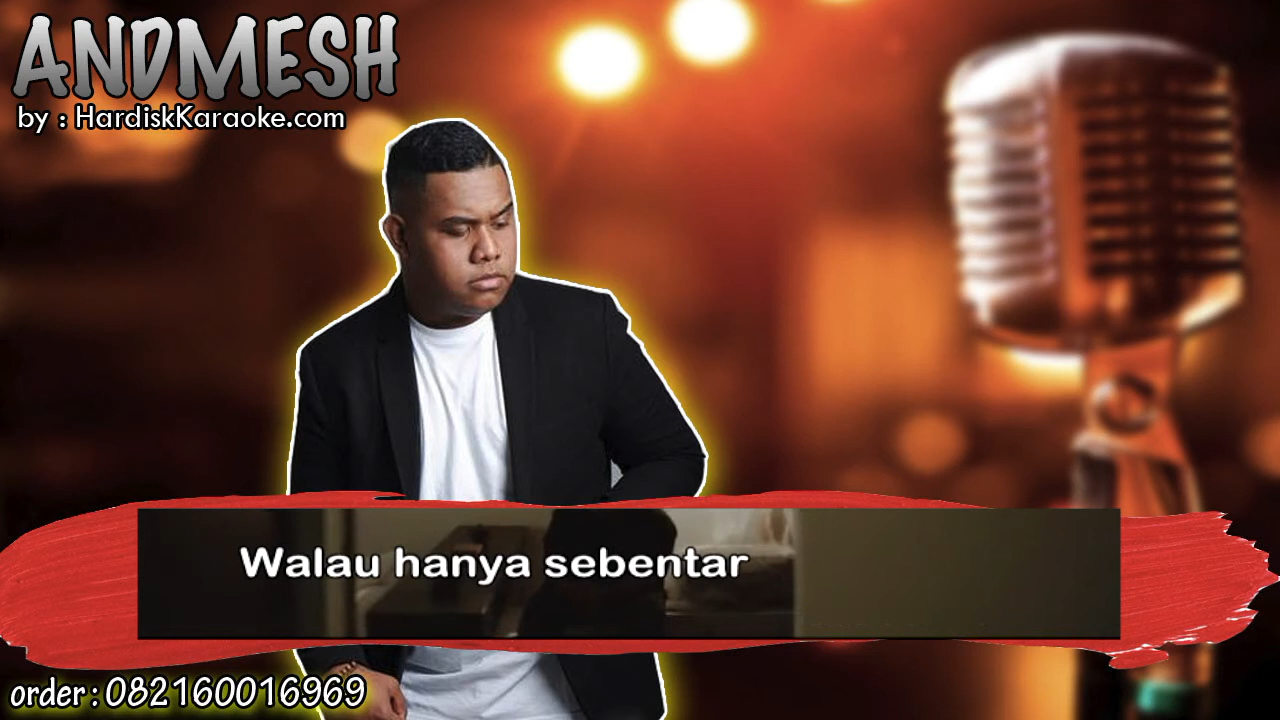 ANDMESH
by : HardiskKaraoke.com
Walau hanya sebentar
order : 082160016969